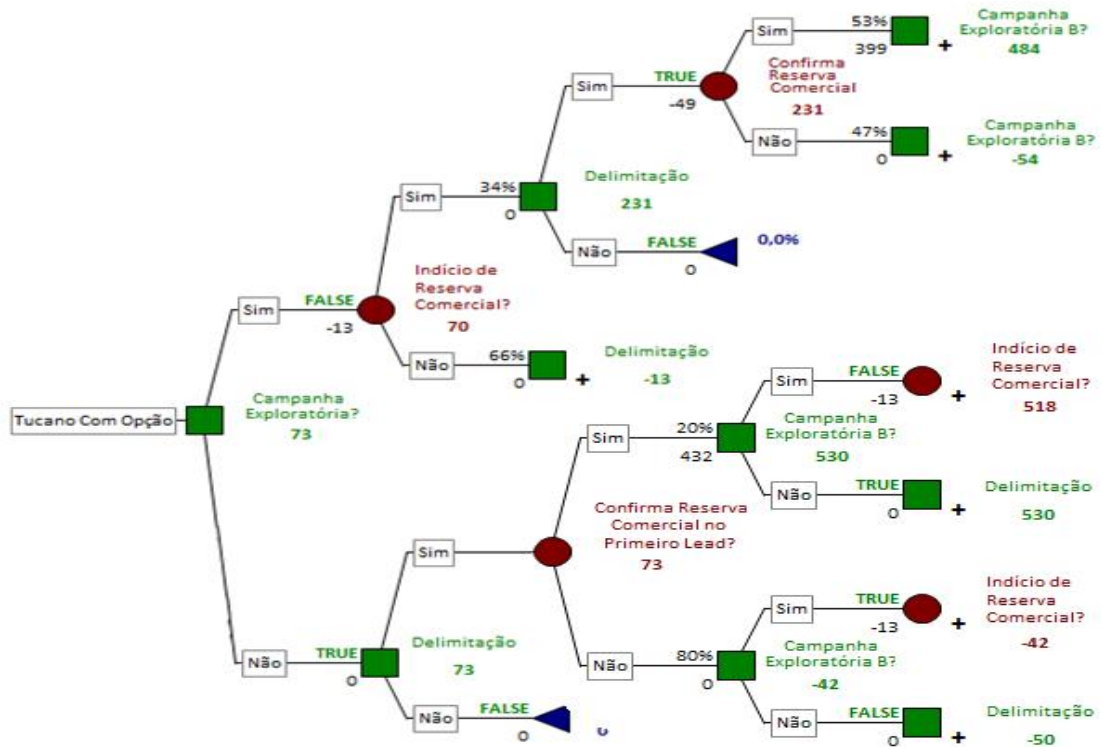 Sim
53%
399
+
Campanha
Exploratória B?
484
Sim
TRUE
-49
Confirma
Reserva
Comercial
231
Não
47%
0
+
Campanha
Exploratória B?
-54
Sim
34%
0
Delimitação
231
Não
FALSE
0
0,0%
Sim
FALSE
-13
Indício de
Reserva
Comercial?
70
Não
66%
0
+
Delimitação
-13
Tucano Com Opção
Campanha
Exploratória?
73
Sim
FALSE
-13
+
Indício de
Reserva
Comercial?
518
Sim
20%
432
Campanha
Exploratória B?
530
Não
TRUE
0
+
Delimitação
530
Sim
Confirma Reserva
Comercial no
Primeiro Lead?
73
Sim
TRUE
-13
+
Indício de
Reserva
Comercial?
-42
Não
80%
0
Campanha
Exploratória B?
-42
Não
FALSE
0
+
Delimitação
-50
Não
TRUE
0
Delimitação
73
Não
FALSE
0